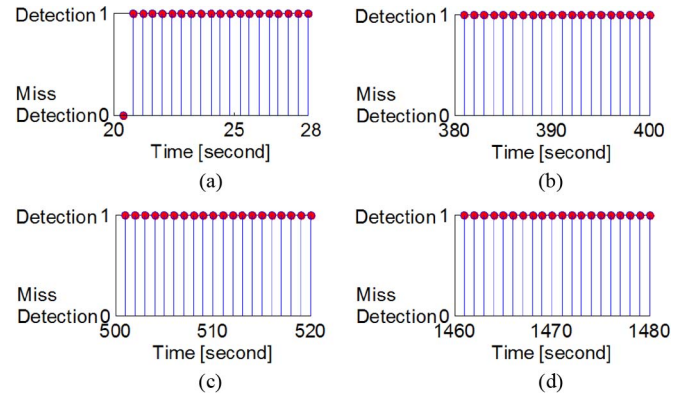 Detection 1
Miss
Detection 0
20 25 28
Time [second]
(a)
Detection 1
Miss
Detection 0
380 390 400
Time [second]
(b)
Detection 1
Miss
Detection 0
500 510 520
Time [second]
(c)
Detection 1
Miss
Detection 0
1460 1470 1480
Time [second]
(d)